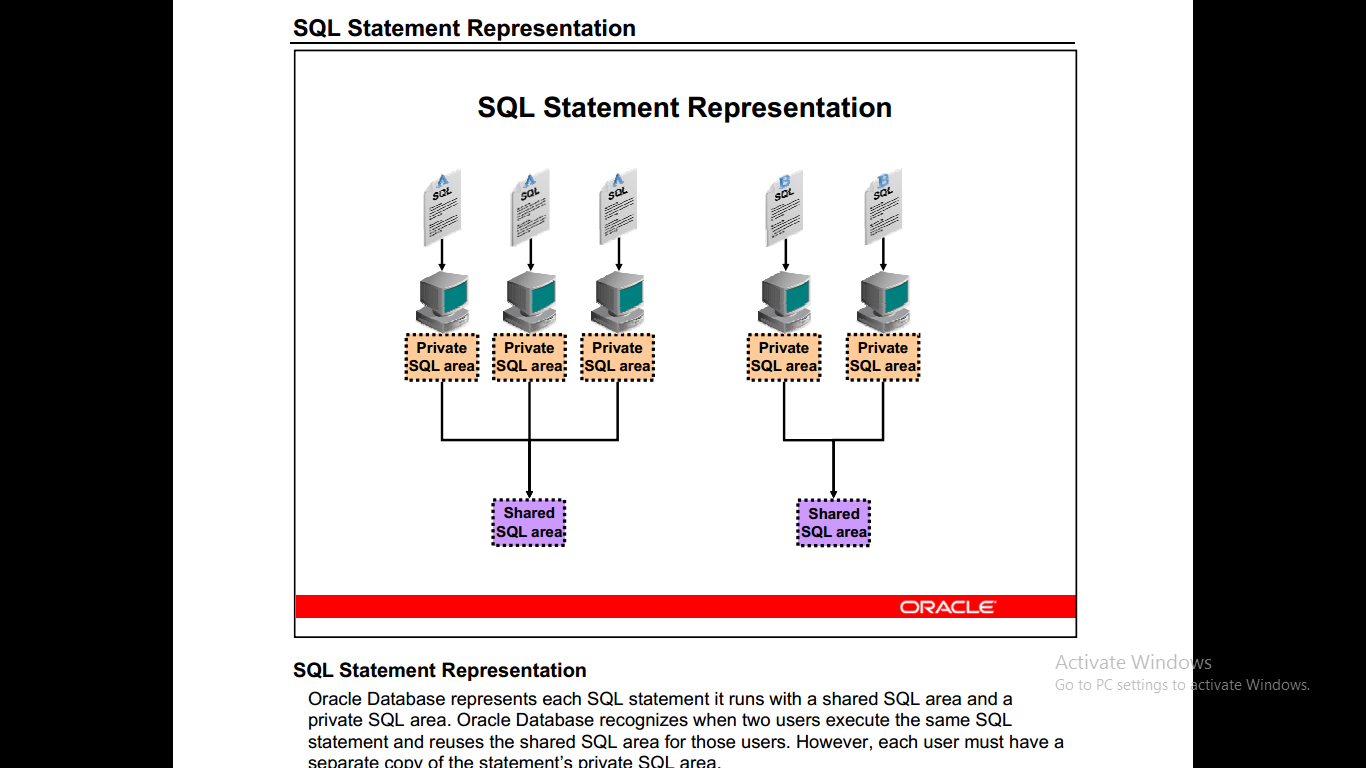 SQL Statement Representation
SQL Statement Representation
A A A B B
SQL SQL SQL SQL SQL
Private Private Private Private Private
SQL area SQL area SQL area SQL area SQL area
Shared Shared
SQL area SQL area
ORACLE
SQL Statement Representation
Oracle Database represents each SQL statement it runs with a shared SQL area and a
private SQL area. Oracle Database recognizes when two users execute the same SQL
statement and reuses the shared SQL area for those users. However, each user must have a
separate copy of the statement's private SQL area.
Activate Windows
Go to PC settings to activate Windows.